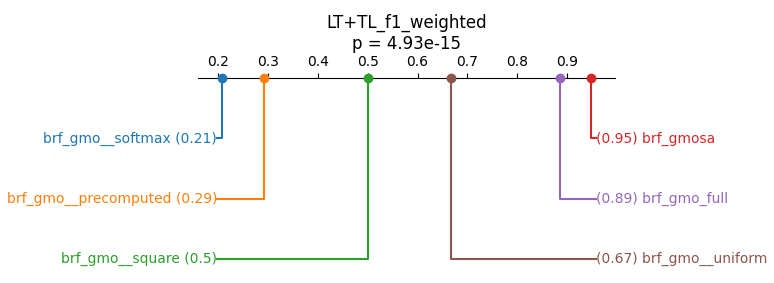 LT+TL_f1_weighted
p = 4.93e-15
0.2 0.3 0.4 0.5 0.6 0.7 0.8 0.9
brf_gmo__softmax (0.21) (0.95) brf_gmosa
brf_gmo__precomputed (0.29) (0.89) brf_gmo_full
brf_gmo__square (0.5) (0.67) brf_gmo__uniform